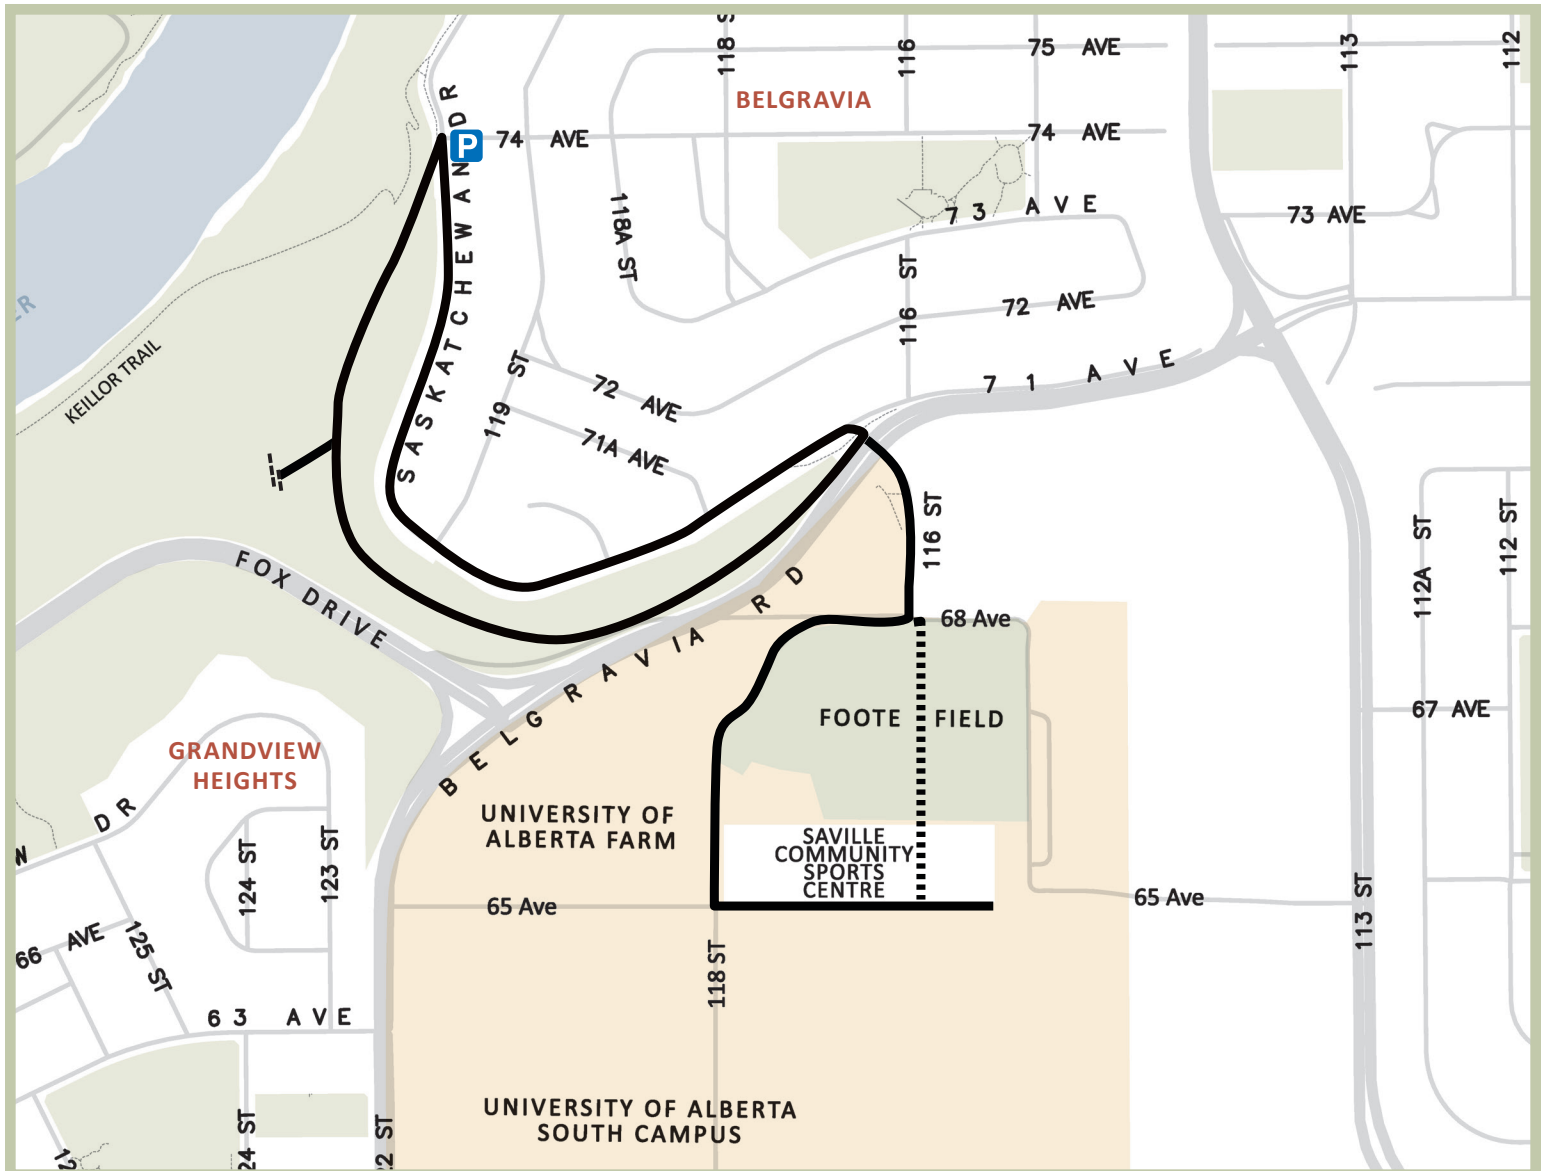 118 S
116
75 AVE
113
112
BELGRAVIA
SASKATCHEWAN DR
P
74 AVE
74 AVE
118A ST
73 AVE
73 AVE
116 ST
72 AVE
ER
KEILLOR TRAIL
119 ST
72 AVE
71 AVE
71A AVE
116 ST
112A ST
112 ST
FOX DRIVE
BELGRAVIA RD
68 Ave
FOOTE FIELD
67 AVE
GRANDVIEW
HEIGHTS
W DR
UNIVERSITY OF
ALBERTA FARM
SAVILLE
COMMUNITY
SPORTS
CENTRE
124 ST
123 ST
65 Ave
65 Ave
113 ST
66 AVE
125 ST
118 ST
63 AVE
UNIVERSITY OF ALBERTA
SOUTH CAMPUS
24 ST
22 ST
12